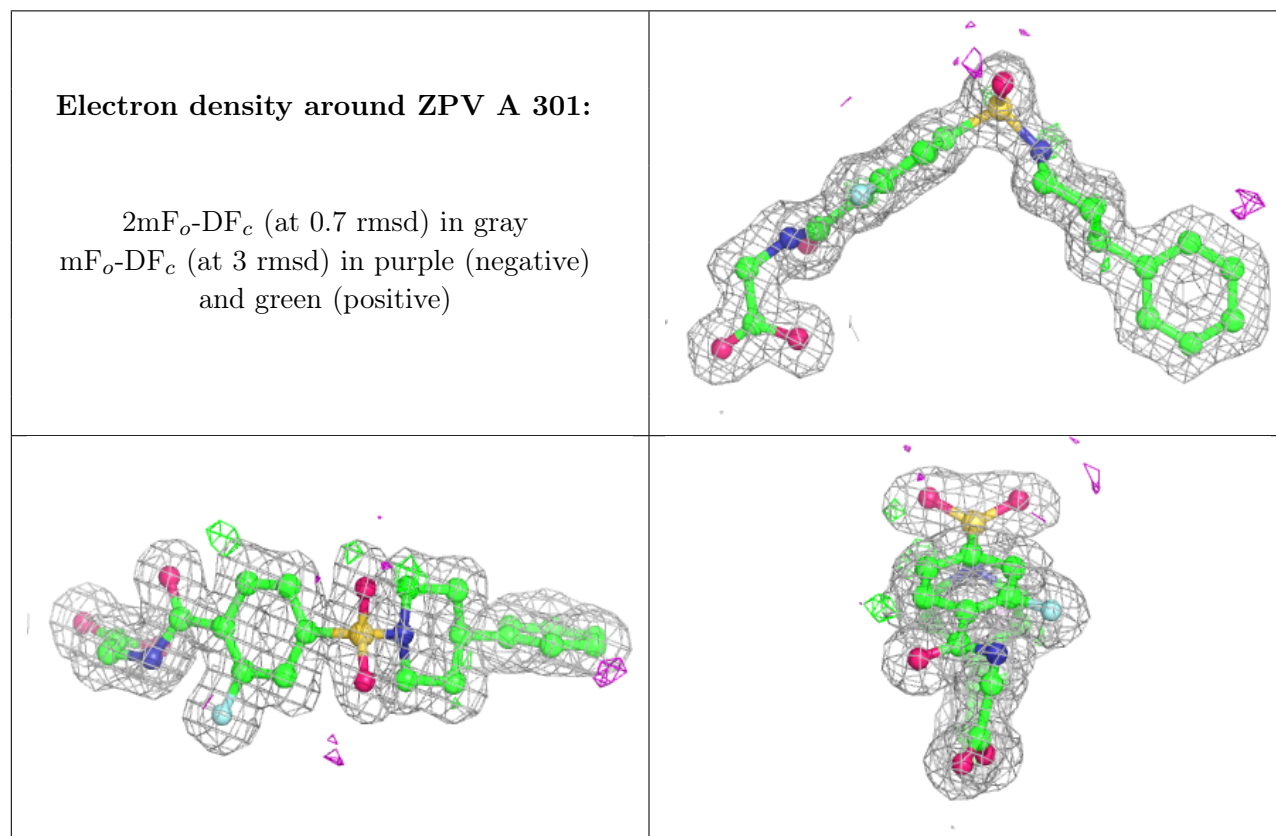 Electron density around ZPV A 301:
2mFo-DFc (at 0.7 rmsd) in gray
mFo-DFc (at 3 rmsd) in purple (negative)
and green (positive)